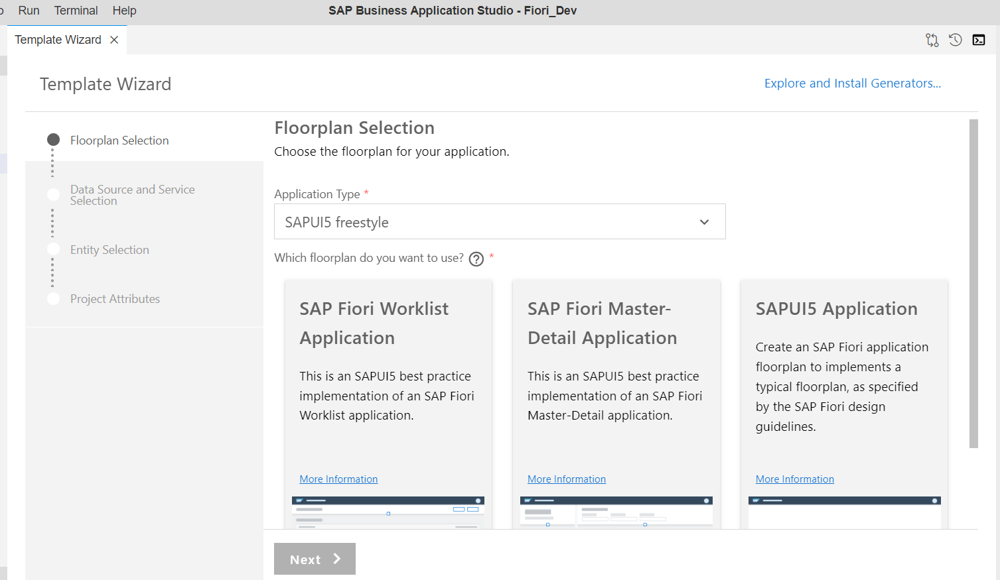 Run Terminal Help SAP Business Application Studio - Fiori_Dev
Template Wizard
Template Wizard
Explore and Install Generators...
Floorplan Selection
Data Source and Service
Selection
Entity Selection
Project Attributes
Floorplan Selection
Choose the floorplan for your application.
Application Type *
SAPUI5 freestyle
Which floorplan do you want to use? ? *
SAP Fiori Worklist
Application
This is an SAPUI5 best practice
implementation of an SAP Fiori
Worklist application.
More Information
SAP Fiori Master-
Detail Application
This is an SAPUI5 best practice
implementation of an SAP Fiori
Master-Detail application.
More Information
SAPUI5 Application
Create an SAP Fiori application
floorplan to implements a
typical floorplan, as specified
by the SAP Fiori design
guidelines.
More Information
Next